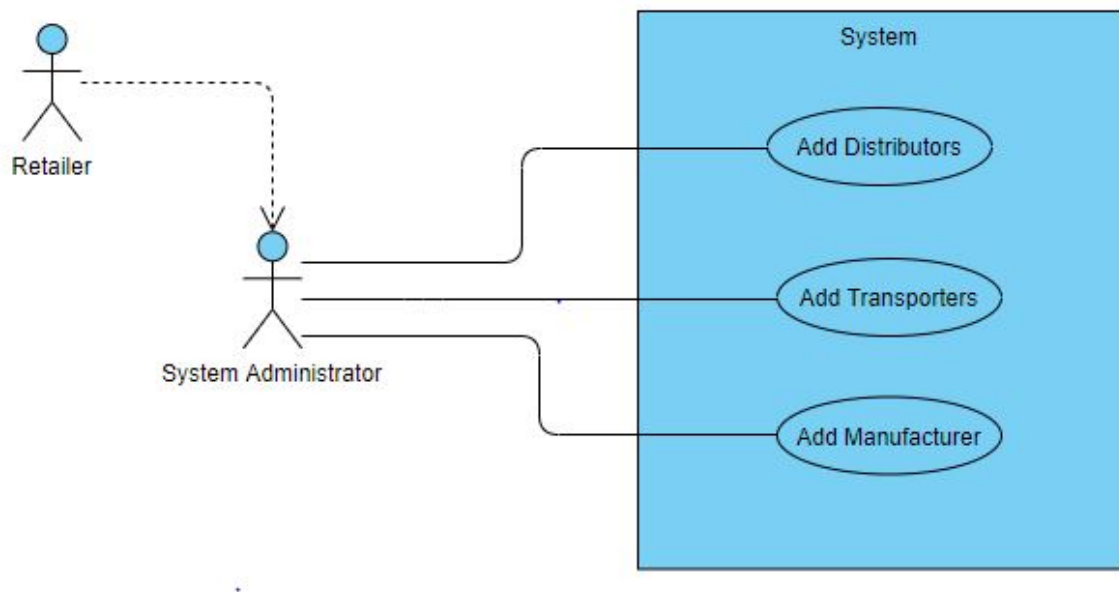 System
Retailer
Add Distributors
Add Transporters
System Administrator
Add Manufacturer